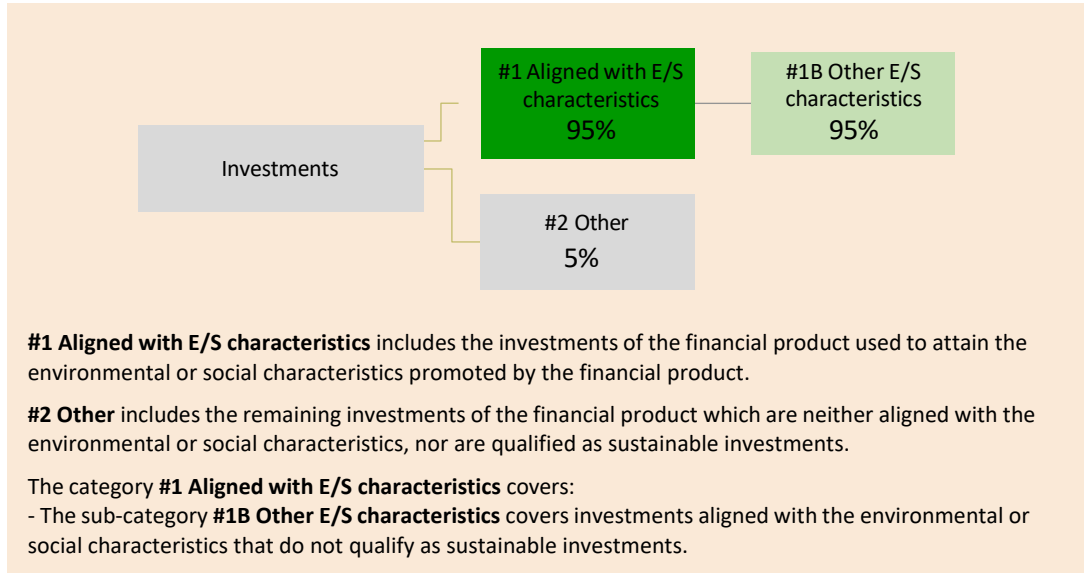 #1 Aligned with E/S
characteristics
95%
#1B Other E/S
characteristics
95%
Investments
#2 Other
5%
#1 Aligned with E/S characteristics includes the investments of the financial product used to attain the
environmental or social characteristics promoted by the financial product.
#2 Other includes the remaining investments of the financial product which are neither aligned with the
environmental or social characteristics, nor are qualified as sustainable investments.
The category #1 Aligned with E/S characteristics covers:
- The sub-category #1B Other E/S characteristics covers investments aligned with the environmental or
social characteristics that do not qualify as sustainable investments.